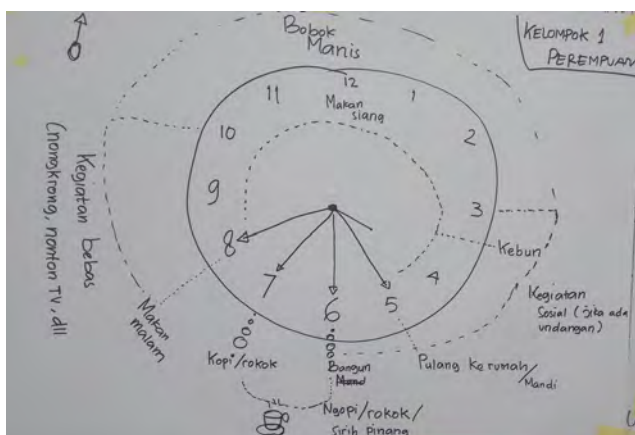 KELOMPOK 1
PEREMPUAN
Bobok
Manis
12
1
2
3
4
5
6
7
8
9
10
11
Makan
siang
Kebun
Kegiatan
Sosial (jika ada
undangan)
Pulang ke rumah/
Mandi
Bangun
Mand
Ngopi/rokok/
Sirih Pinang
Kopi/rokok
Makan
malam
Kegiatan bebas
(nongkrong, nonton TV, dll